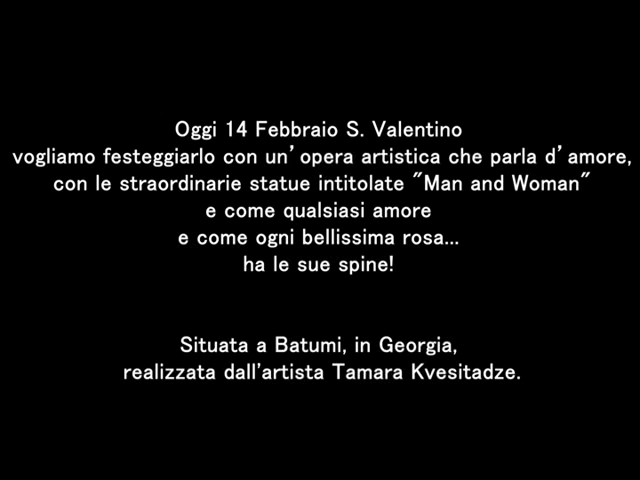 Oggi 14 Febbraio S. Valentino
vogliamo festeggiarlo con un'opera artistica che parla d'amore,
con le straordinarie statue intitolate "Man and Woman"
e come qualsiasi amore
e come ogni bellissima rosa...
ha le sue spine!
Situata a Batumi, in Georgia,
realizzata dall'artista Tamara Kvesitadze.